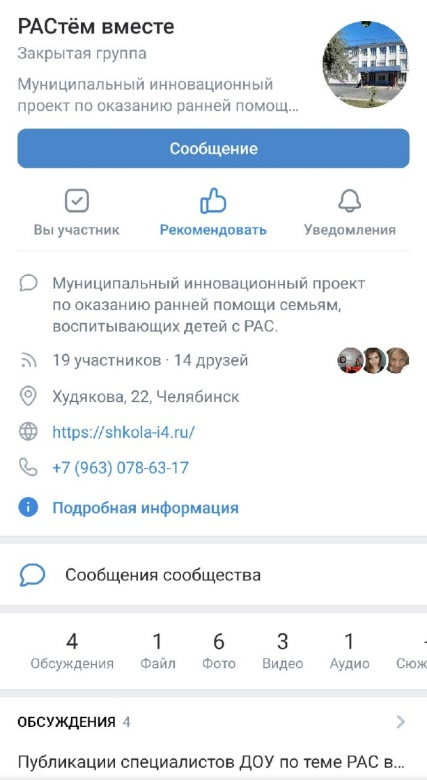 РАСтём вместе
Закрытая группа
Муниципальный инновационный
проект по оказанию ранней помощ...
Сообщение
Вы участник
Рекомендовать
Уведомления
Муниципальный инновационный проект
по оказанию ранней помощи семьям,
воспитывающих детей с РАС.
19 участников · 14 друзей
Худякова, 22, Челябинск
https://shkola-i4.ru/
+7 (963) 078-63-17
Подробная информация
Сообщения сообщества
4 1 6 3 1
Обсуждения Файл Фото Видео Аудио Сюж
ОБСУЖДЕНИЯ 4
Публикации специалистов ДОУ по теме РАС в...